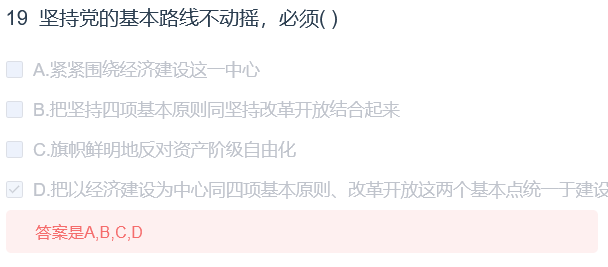 19 坚持党的基本路线不动摇，必须( )
A.紧紧围绕经济建设这一中心
B.把坚持四项基本原则同坚持改革开放结合起来
C.旗帜鲜明地反对资产阶级自由化
D.把以经济建设为中心同四项基本原则、改革开放这两个基本点统一于建设
答案是A,B,C,D